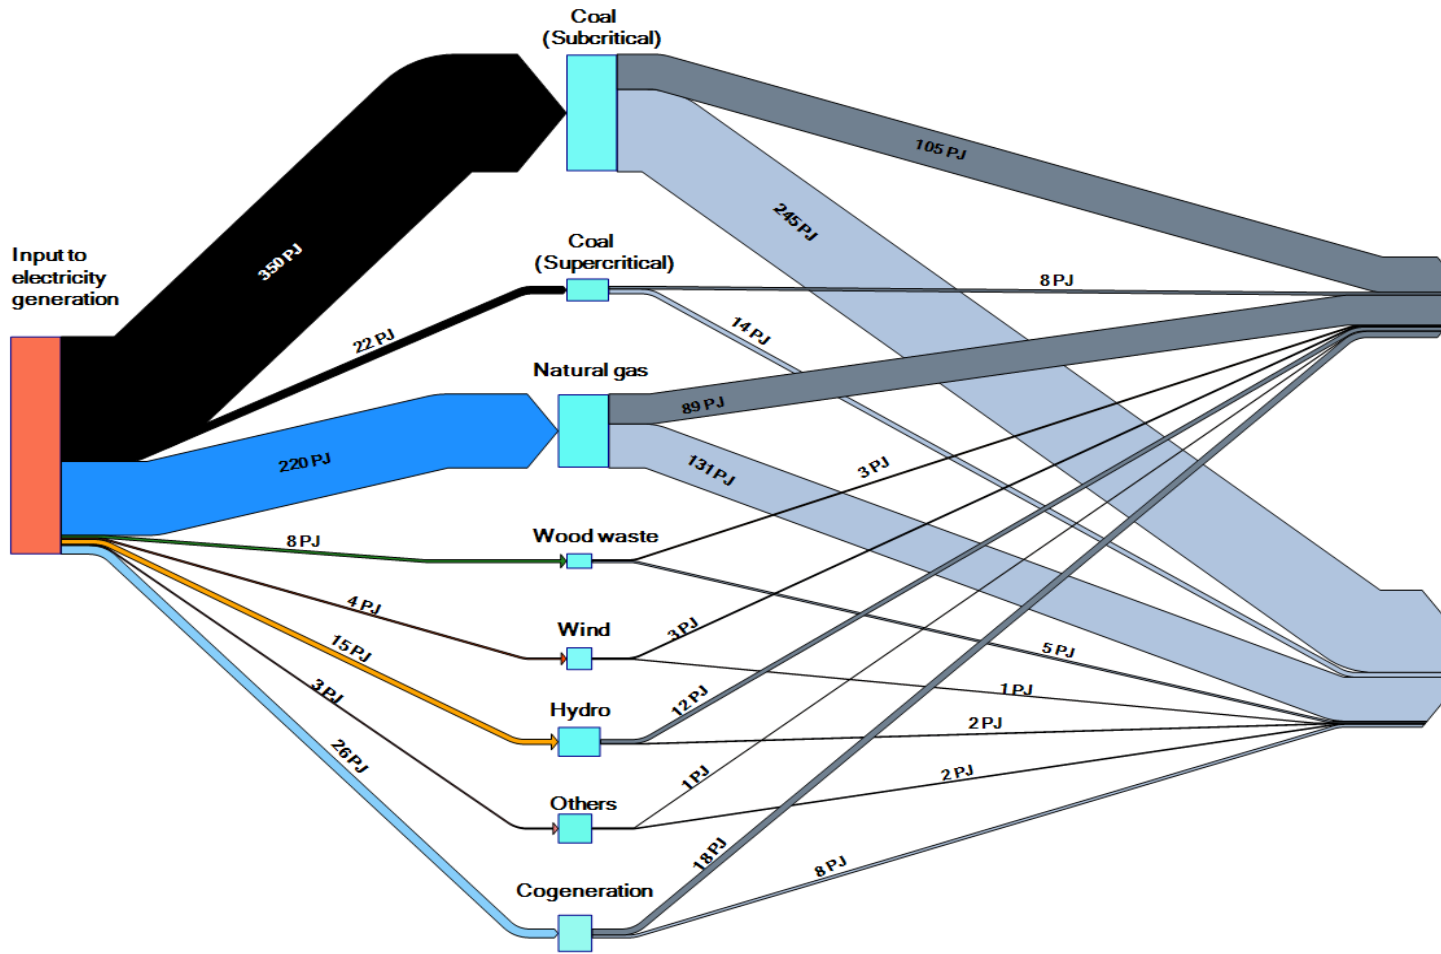 Coal
(Subcritical)
105 PJ
245 PJ
Input to
electricity
generation
350 PJ
Coal
(Supercritical)
8 PJ
22 PJ
14 PJ
Natural gas
89 PJ
220 PJ
131 PJ
3 PJ
Wood waste
8 PJ
4 PJ
Wind
3 PJ
5 PJ
15 PJ
1 PJ
3 PJ
Hydro
12 PJ
2 PJ
26 PJ
1 PJ
2 PJ
Others
18 PJ
8 PJ
Cogeneration